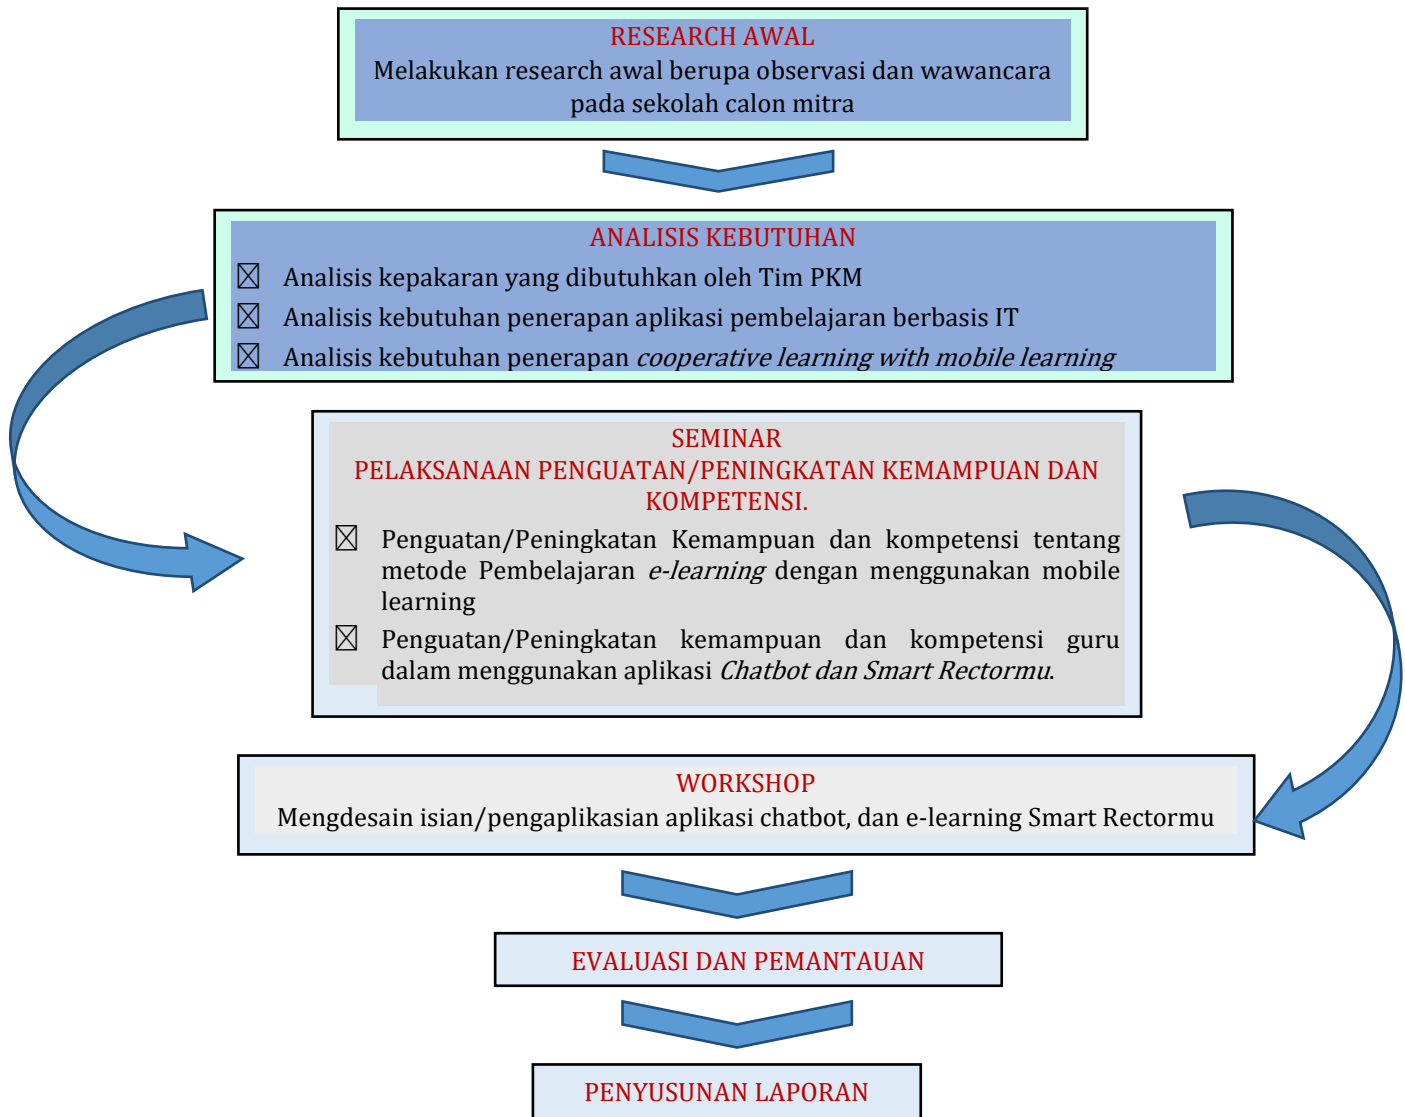 RESEARCH AWAL
Melakukan research awal berupa observasi dan wawancara
pada sekolah calon mitra
ANALISIS KEBUTUHAN
☒ Analisis kepakaran yang dibutuhkan oleh Tim PKM
☒ Analisis kebutuhan penerapan aplikasi pembelajaran berbasis IT
☒ Analisis kebutuhan penerapan cooperative learning with mobile learning
SEMINAR
PELAKSANAAN PENGUATAN/PENINGKATAN KEMAMPUAN DAN
KOMPETENSI.
☒ Penguatan/Peningkatan Kemampuan dan kompetensi tentang
metode Pembelajaran e-learning dengan menggunakan mobile
learning
☒ Penguatan/Peningkatan kemampuan dan kompetensi guru
dalam menggunakan aplikasi Chatbot dan Smart Rectormu.
WORKSHOP
Mengdesain isian/pengaplikasian aplikasi chatbot, dan e-learning Smart Rectormu
EVALUASI DAN PEMANTAUAN
PENYUSUNAN LAPORAN